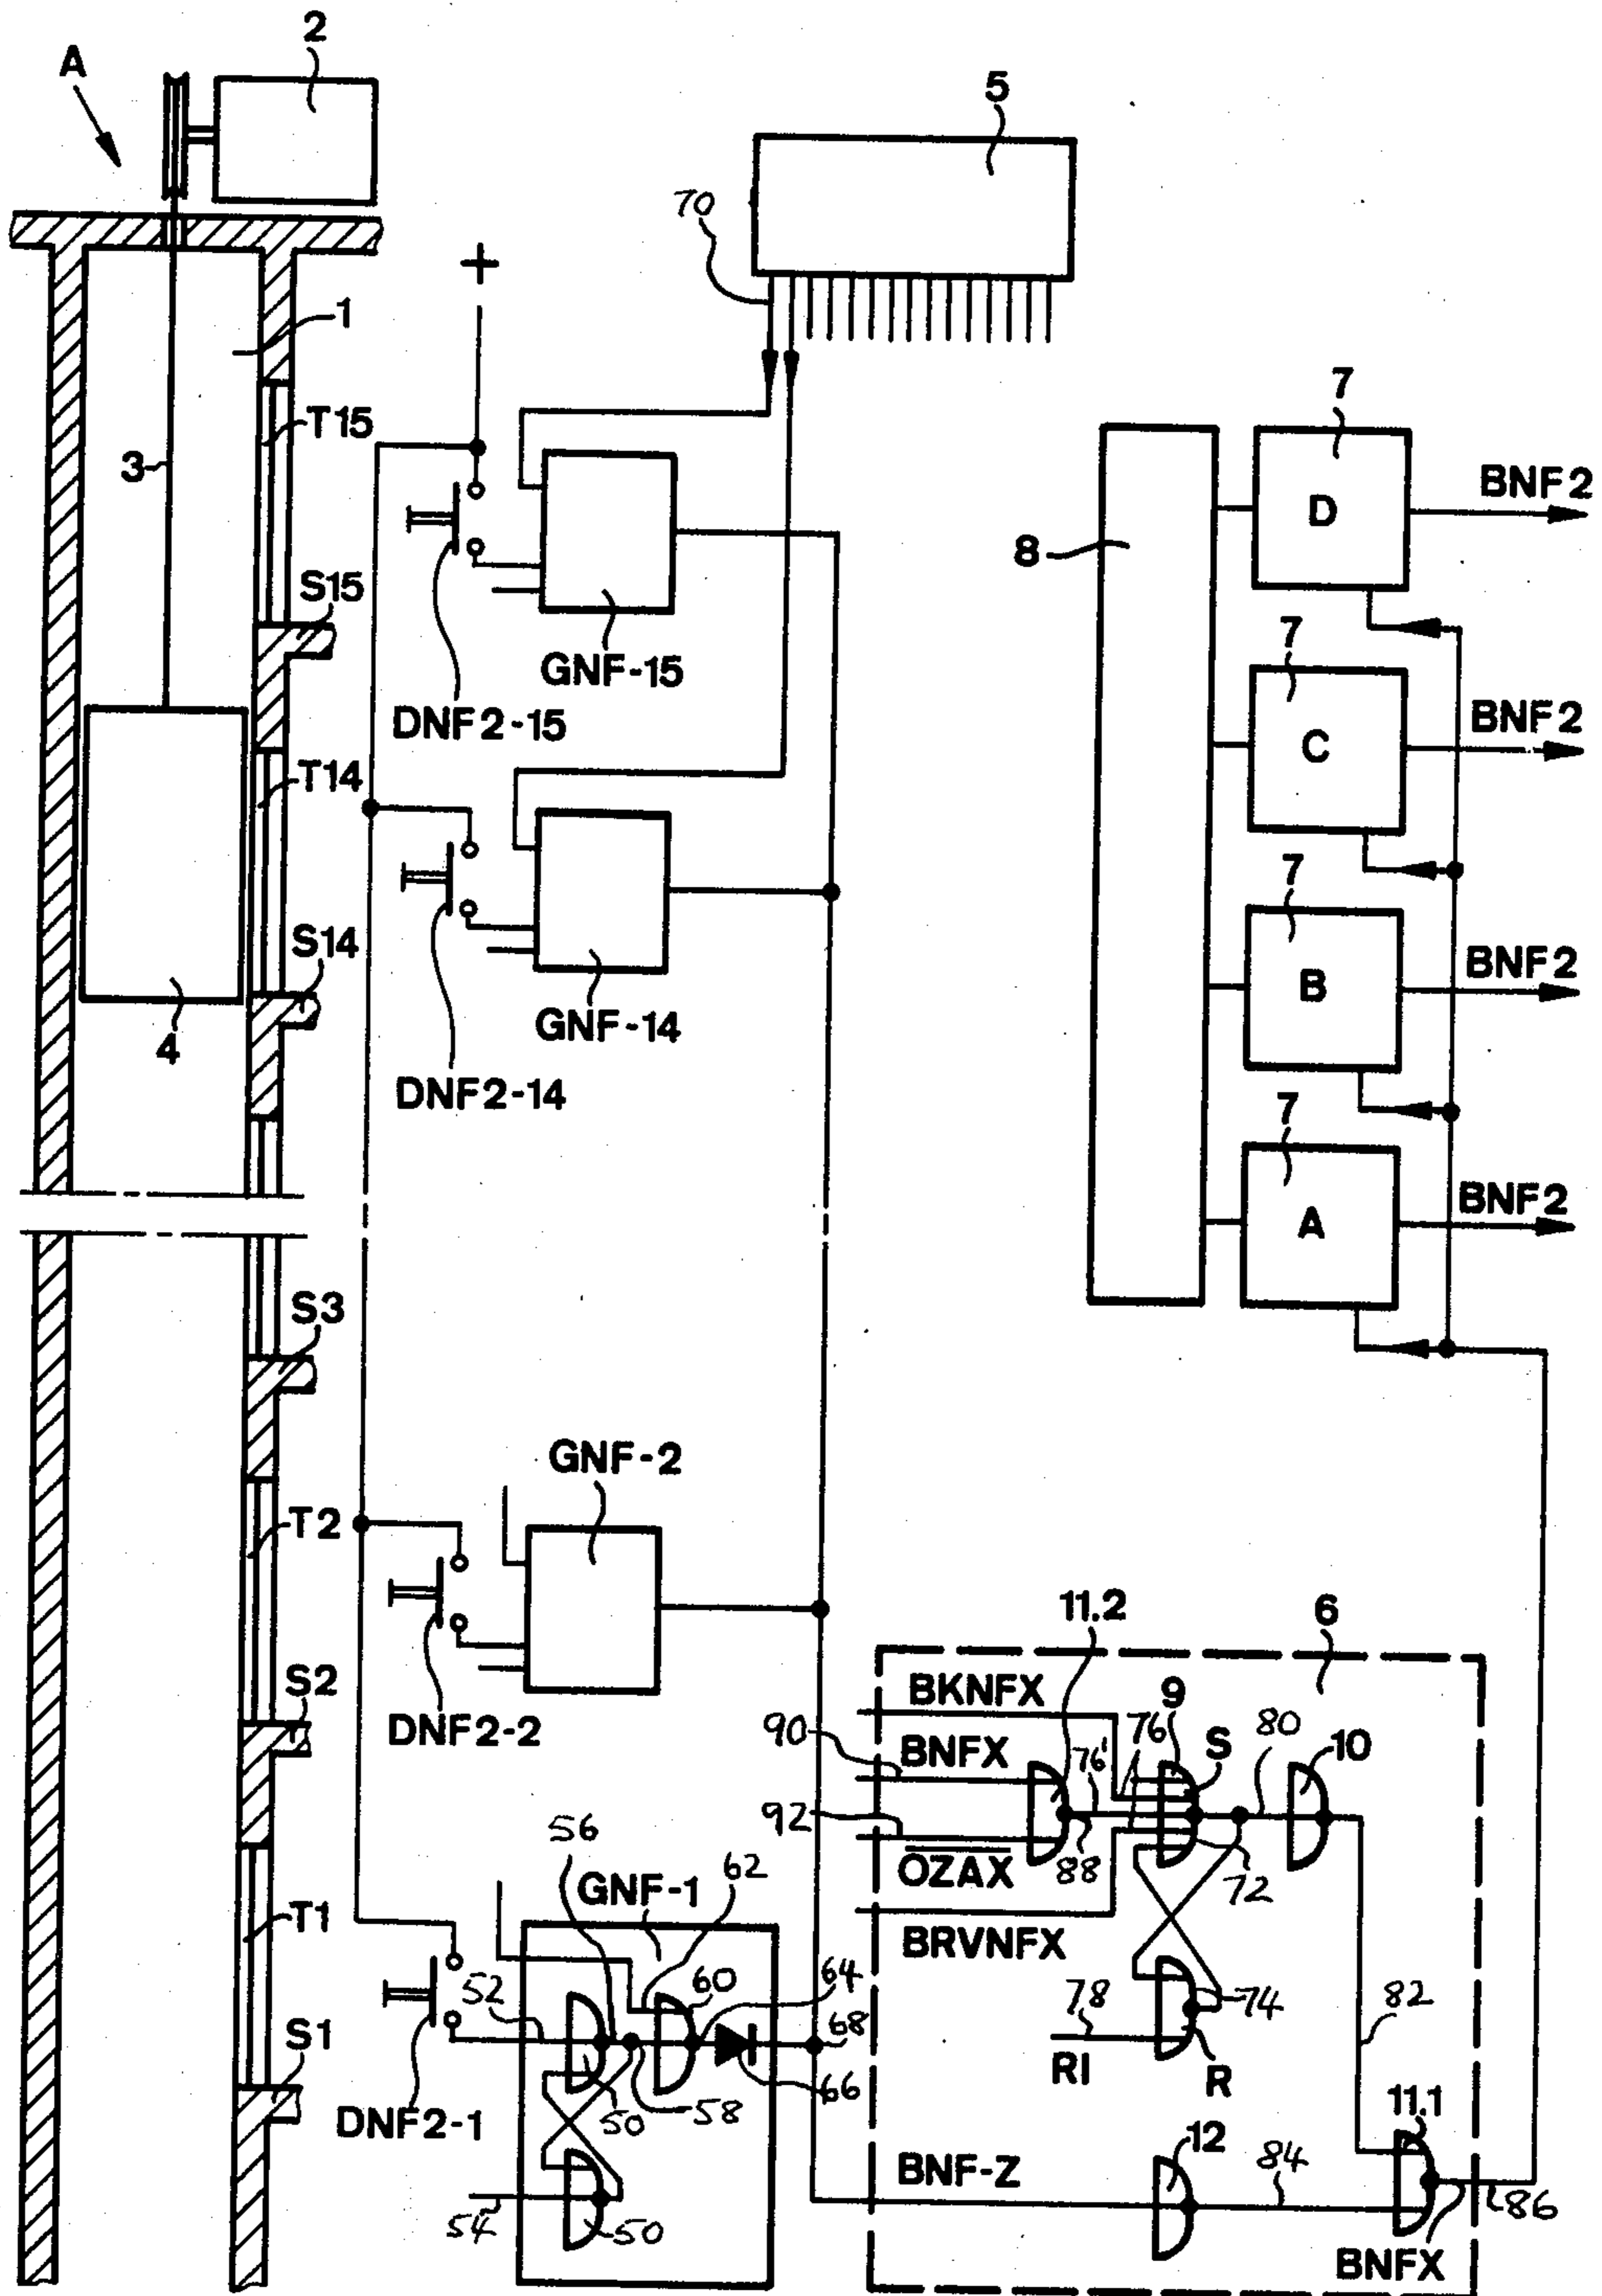 A
2
5
70
+
1
T15
3
7
D
BNF2
8
S15
GNF-15
DNF2-15
7
C
BNF2
T14
7
B
BNF2
S14
GNF-14
4
DNF2-14
7
A
BNF2
S3
GNF-2
T2
11.2
6
S2
DNF2-2
BKNFX
9
90
BNFX
76'
76
S
80
10
92
OZAX
88
72
56
GNF-1
62
T1
BRVNFX
52
60
64
78
74
82
S1
68
RI
R
66
DNF2-1
50
58
11.1
BNF-Z
12
84
54
50
86
BNFX